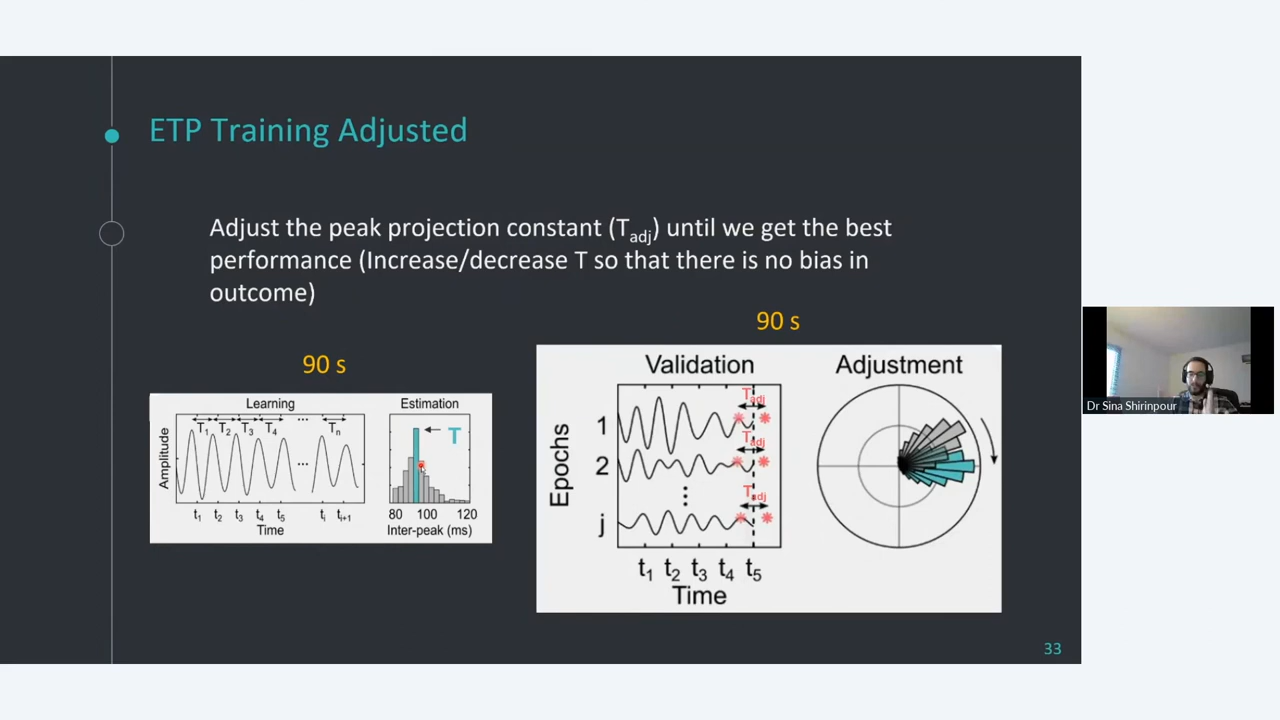 ETP Training Adjusted
Adjust the peak projection constant (Tadj) until we get the best
performance (Increase/decrease T so that there is no bias in
outcome)
90 s
Learning
Estimation
T1 T2 T3 T4 ... Tn
T
...
Amplitude
t1 t2 t3 t4 t5 ti ti+1
Time
80 100 120
Inter-peak (ms)
90 s
Validation
Adjustment
Epochs
1
2
j
Tadj
Tadj
Tadj
t1 t2 t3 t4 t5
Time
Dr Sina Shirinpour
33